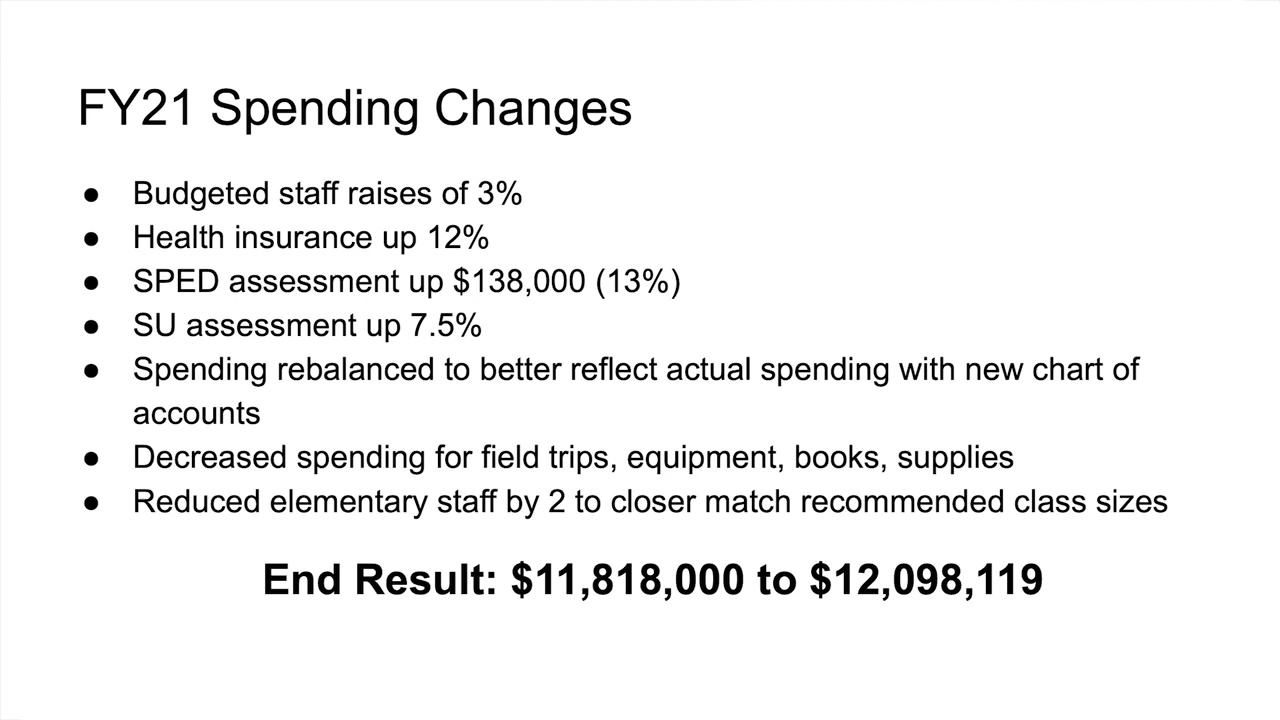 FY21 Spending Changes
● Budgeted staff raises of 3%
● Health insurance up 12%
● SPED assessment up $138,000 (13%)
● SU assessment up 7.5%
● Spending rebalanced to better reflect actual spending with new chart of
accounts
● Decreased spending for field trips, equipment, books, supplies
● Reduced elementary staff by 2 to closer match recommended class sizes
End Result: $11,818,000 to $12,098,119